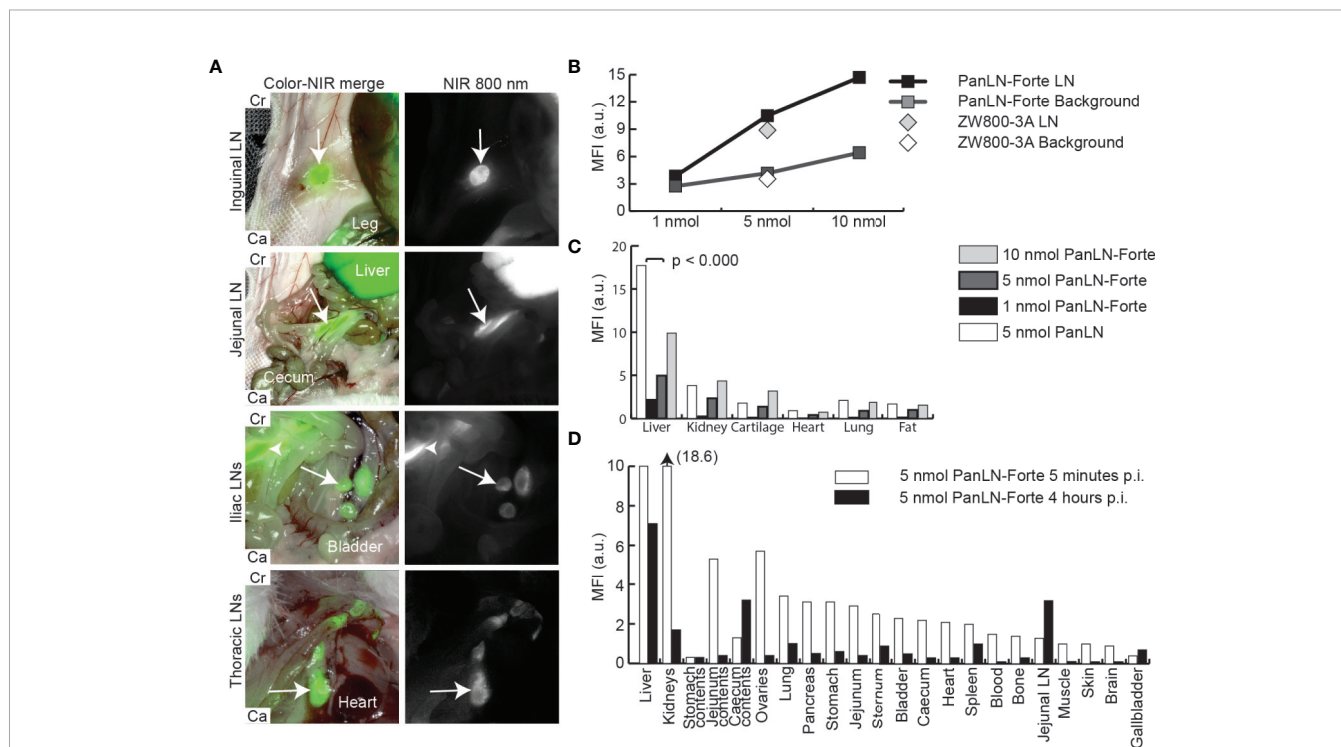 A
Color-NIR merge
NIR 800 nm
Inguinal LN
Cr
Leg
Ca
Jejunal LN
Cr
Liver
Cecum
Ca
Iliac LNs
Cr
Bladder
Ca
Thoracic LNs
Cr
Heart
Ca
B
MFI (a.u.)
15
12
9
6
3
0
1 nmol
5 nmol
10 nmol
PanLN-Forte LN
PanLN-Forte Background
ZW800-3A LN
ZW800-3A Background
C
MFI (a.u.)
20
15
10
5
0
p < 0.000
Liver
Kidney
Cartilage
Heart
Lung
Fat
10 nmol PanLN-Forte
5 nmol PanLN-Forte
1 nmol PanLN-Forte
5 nmol PanLN
D
MFI (a.u.)
10
8
6
4
2
0
(18.6)
5 nmol PanLN-Forte 5 minutes p.i.
5 nmol PanLN-Forte 4 hours p.i.
Liver
Kidneys
Stomach
contents
Jejunum
contents
Caecum
contents
Ovaries
Lung
Pancreas
Stomach
Jejunum
Sternum
Bladder
Caecum
Heart
Spleen
Blood
Bone
Jejunal LN
Muscle
Skin
Brain
Gallbladder